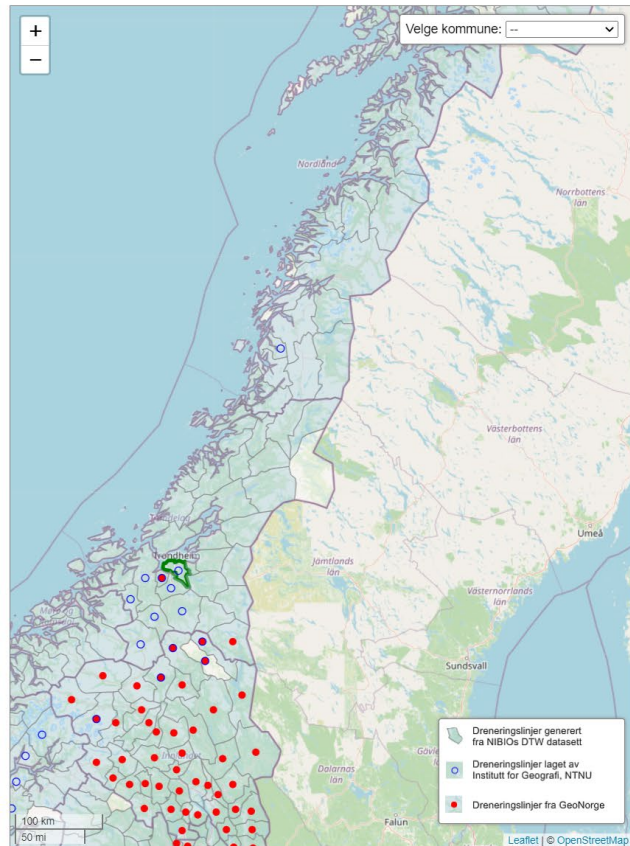 +
−
Velge kommune: --
Nordland
Norrbottens
län
Västerbottens
län
Umeå
Trondheim
Jämtlands
län
Västernorrlands
län
Sundsvall
Dalarnas
län
Falun
Dreneringslinjer generert
fra NIBIOs DTW datasett
Dreneringslinjer laget av
Institutt for Geografi, NTNU
Dreneringslinjer fra GeoNorge
100 km
50 mi
Leaflet | © OpenStreetMap